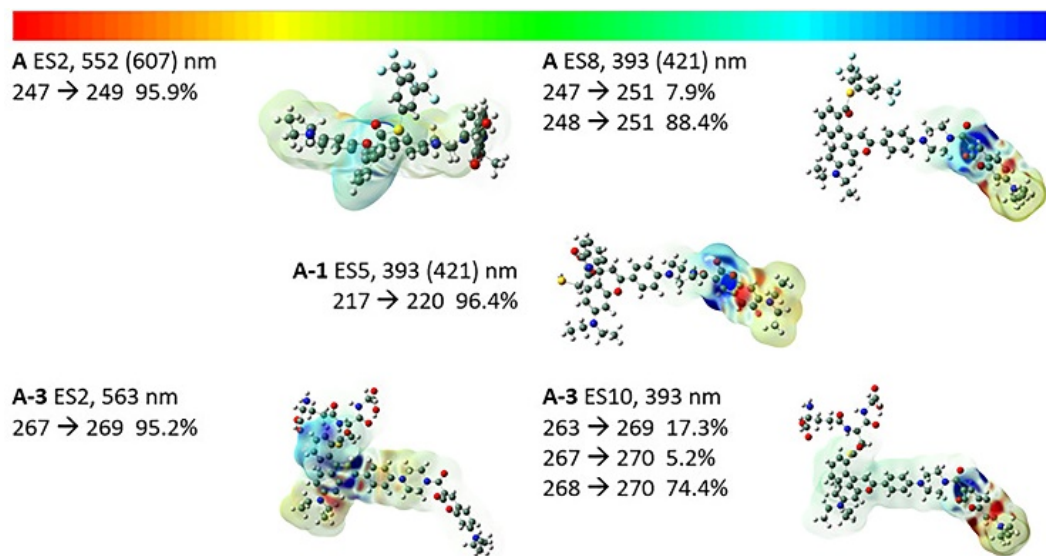 A ES2, 552 (607) nm
247 → 249 95.9%
A ES8, 393 (421) nm
247 → 251 7.9%
248 → 251 88.4%
A-1 ES5, 393 (421) nm
217 → 220 96.4%
A-3 ES2, 563 nm
267 → 269 95.2%
A-3 ES10, 393 nm
263 → 269 17.3%
267 → 270 5.2%
268 → 270 74.4%